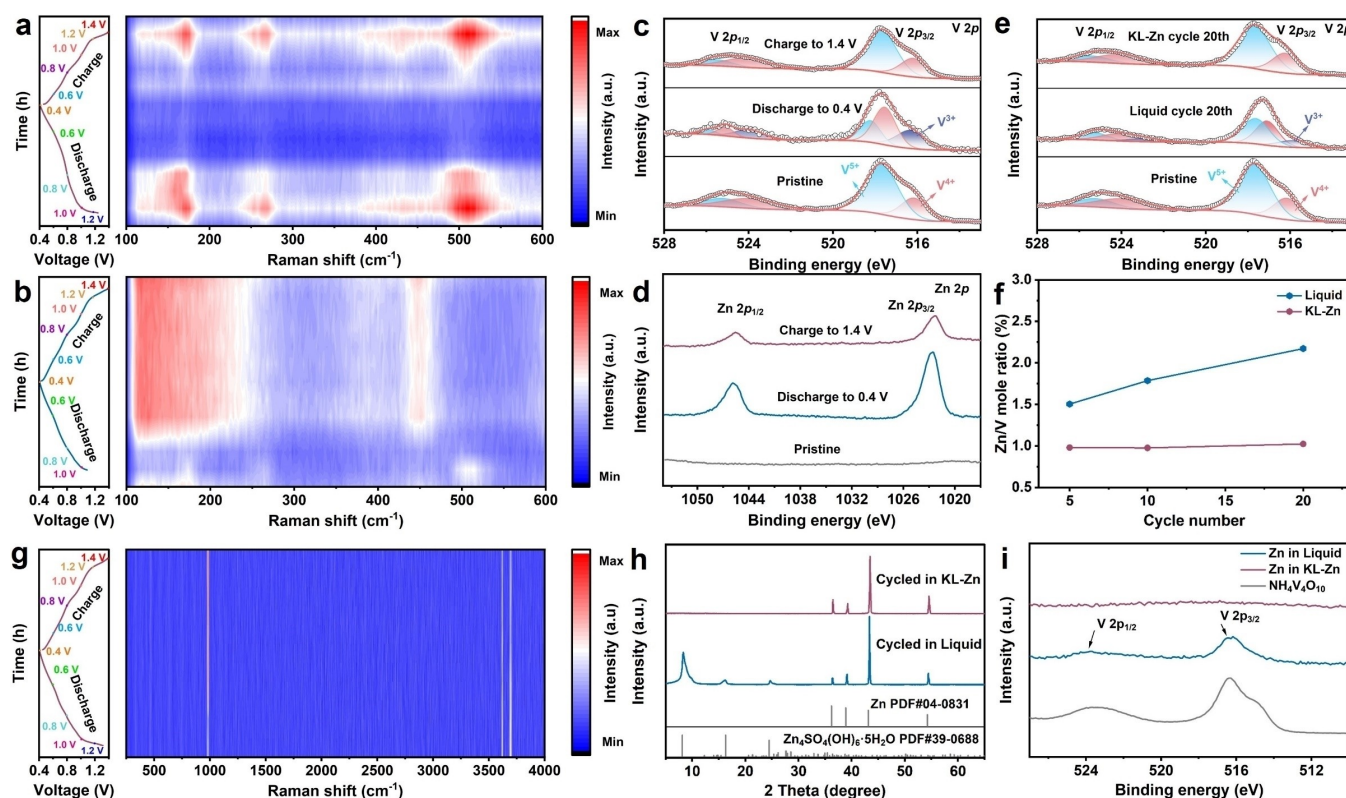 a
1.4 V
1.2 V
1.0 V
0.8 V
0.6 V
0.4 V
0.6 V
0.8 V
1.0 V
1.2 V
Charge
Discharge
Time (h)
0.4 0.8 1.2
Voltage (V)
100 200 300 400 500 600
Raman shift (cm⁻¹)
Max
Intensity (a.u.)
Min
b
1.4 V
1.2 V
1.0 V
0.8 V
0.6 V
0.4 V
0.6 V
0.8 V
1.0 V
Charge
Discharge
Time (h)
0.4 0.8 1.2
Voltage (V)
100 200 300 400 500 600
Raman shift (cm⁻¹)
Max
Intensity (a.u.)
Min
c
V 2p
V 2p₁/₂
V 2p₃/₂
Charge to 1.4 V
Discharge to 0.4 V
V³⁺
Pristine
V⁵⁺
V⁴⁺
Intensity (a.u.)
528 524 520 516
Binding energy (eV)
d
Zn 2p
Zn 2p₁/₂
Zn 2p₃/₂
Charge to 1.4 V
Discharge to 0.4 V
Pristine
Intensity (a.u.)
1050 1044 1038 1032 1026 1020
Binding energy (eV)
e
V 2p
V 2p₁/₂
KL-Zn cycle 20th
V 2p₃/₂
Liquid cycle 20th
V³⁺
Pristine
V⁵⁺
V⁴⁺
Intensity (a.u.)
528 524 520 516
Binding energy (eV)
f
Liquid
KL-Zn
Zn/V mole ratio (%)
3.0
2.5
2.0
1.5
1.0
0.5
5 10 15 20
Cycle number
g
1.4 V
1.2 V
1.0 V
0.8 V
0.6 V
0.4 V
0.6 V
0.8 V
1.0 V
1.2 V
Charge
Discharge
Time (h)
0.4 0.8 1.2
Voltage (V)
500 1000 1500 2000 2500 3000 3500 4000
Raman shift (cm⁻¹)
Max
Intensity (a.u)
Min
h
Cycled in KL-Zn
Cycled in Liquid
Zn PDF#04-0831
Zn₄SO₄(OH)₆·5H₂O PDF#39-0688
Intensity (a.u.)
10 20 30 40 50 60
2 Theta (degree)
i
Zn in Liquid
Zn in KL-Zn
NH₄V₄O₁₀
V 2p₁/₂
V 2p₃/₂
Intensity (a.u.)
524 520 516 512
Binding energy (eV)